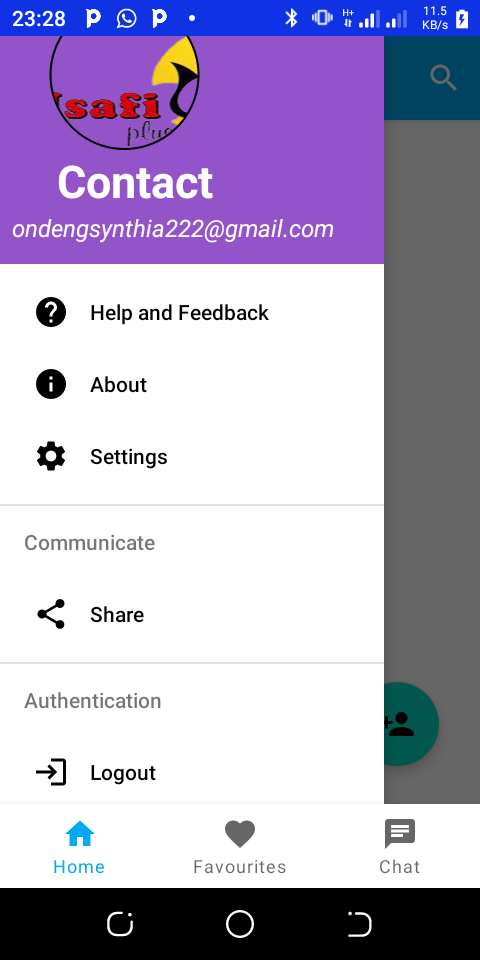 23:28
H+
11.5
KB/s
Isafi
plus
Contact
ondengsynthia222@gmail.com
Help and Feedback
About
Settings
Communicate
Share
Authentication
Logout
Home
Favourites
Chat